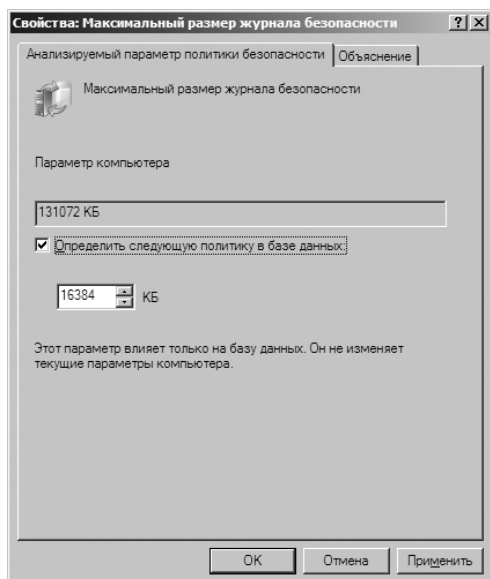 Свойства: Максимальный размер журнала безопасности
Анализируемый параметр политики безопасности
Объяснение
Максимальный размер журнала безопасности
Параметр компьютера
131072 КБ
Определить следующую политику в базе данных:
16384 КБ
Этот параметр влияет только на базу данных. Он не изменяет
текущие параметры компьютера.
OK Отмена Применить